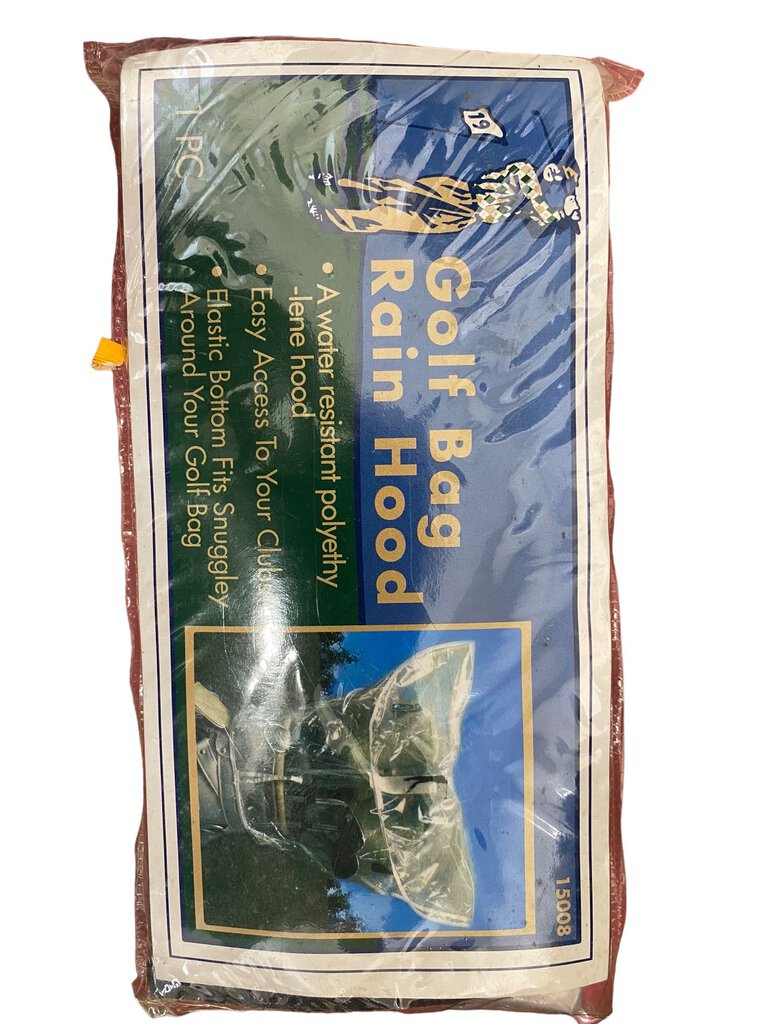 19
Golf Bag
Rain Hood
• A water resistant polyethy
-lene hood
• Easy Access To Your Clubs
• Elastic Bottom Fits Snuggley
Around Your Golf Bag
1 PC
15008